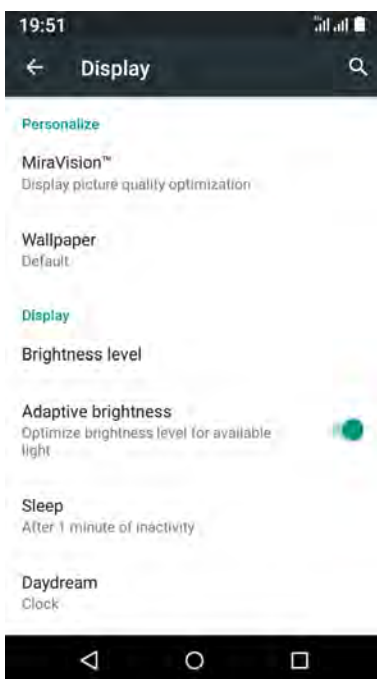 19:51
Display
Personalize
MiraVision™
Display picture quality optimization
Wallpaper
Default
Display
Brightness level
Adaptive brightness
Optimize brightness level for available
light
Sleep
After 1 minute of inactivity
Daydream
Clock